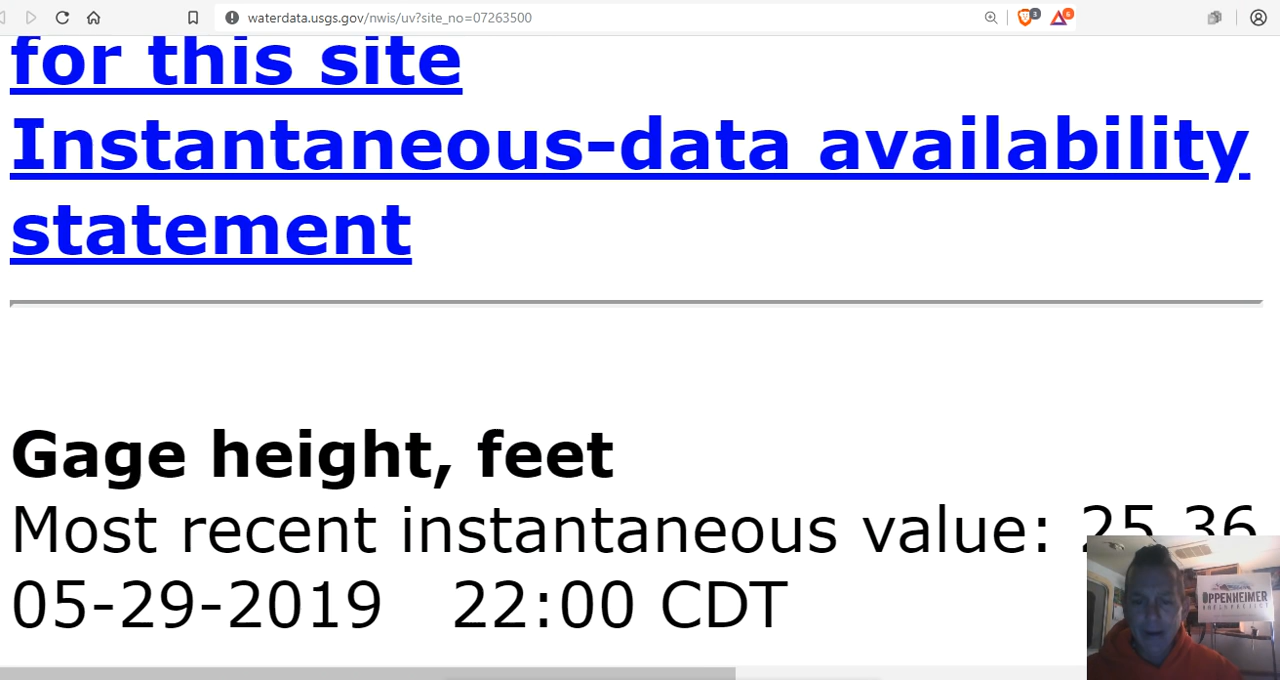 waterdata.usgs.gov/nwis/uv?site_no=07263500
for this site
Instantaneous-data availability
statement
Gage height, feet
Most recent instantaneous value: 25.36
05-29-2019 22:00 CDT
OPPENHEIMER